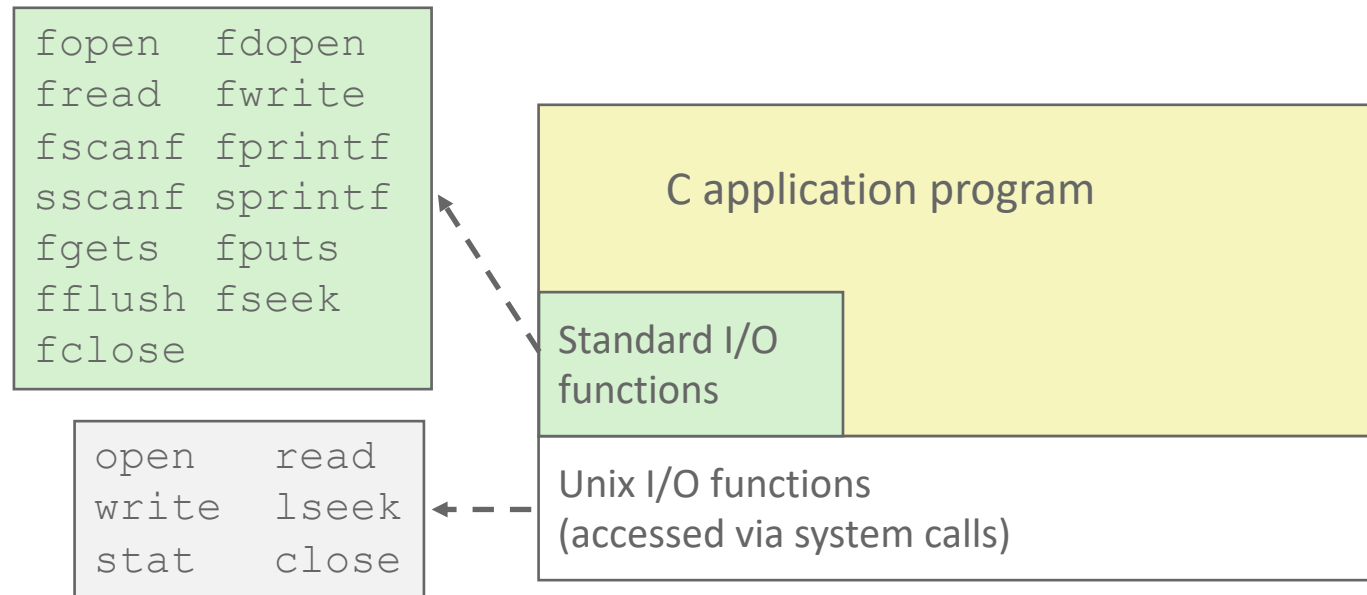 fopen fdopen
fread fwrite
fscanf fprintf
sscanf sprintf
fgets fputs
fflush fseek
fclose
C application program
Standard I/O
functions
open read
write lseek
stat close
Unix I/O functions
(accessed via system calls)